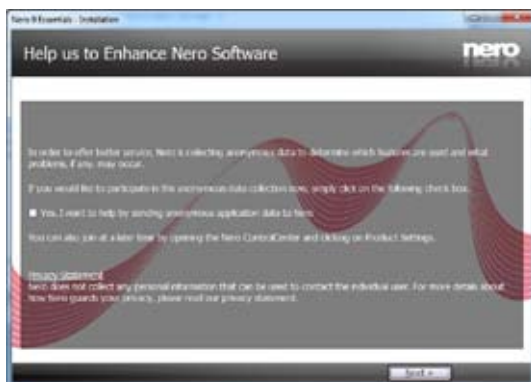 Nero 9 Essentials - Installation
Help us to Enhance Nero Software
nero
In order to offer better service, Nero is collecting anonymous data to determine which features are used and what
problems, if any, may occur.
If you would like to participate in this anonymous data collection now, simply click on the following check box.
Yes, I want to help by sending anonymous application data to Nero
You can also join at a later time by opening the Nero ControlCenter and clicking on Product Settings.
Privacy Statement
Nero does not collect any personal information that can be used to contact the individual user. For more details about
how Nero guards your privacy, please read our privacy statement.
Next >